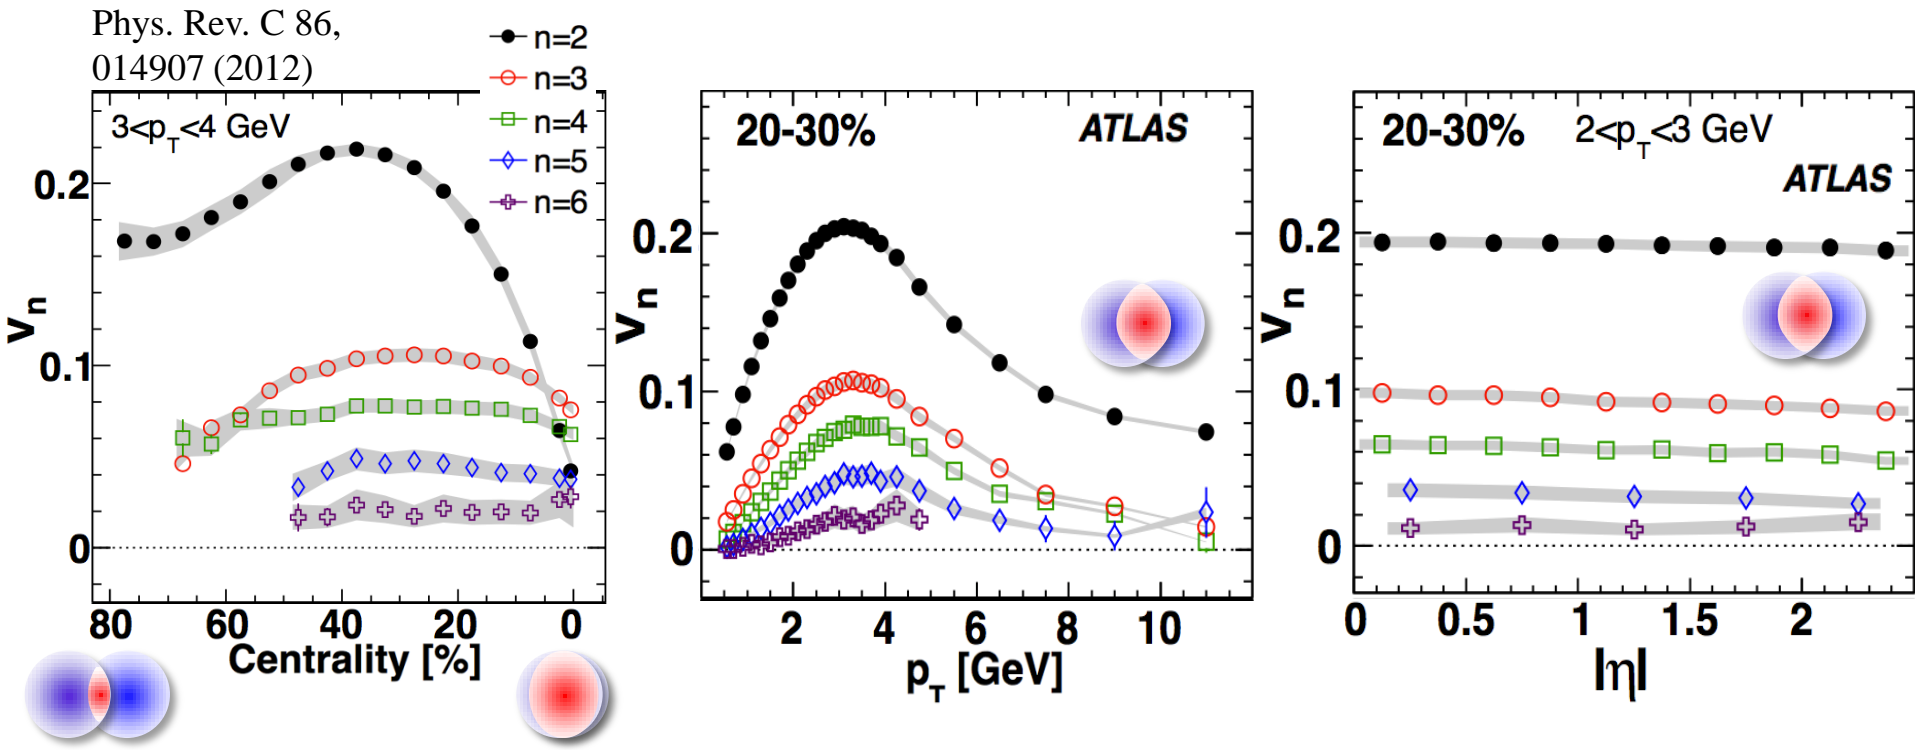 Phys. Rev. C 86,
014907 (2012)
n=2
n=3
n=4
n=5
n=6
3<p_T<4 GeV
0.2
0.1
0
v_n
80 60 40 20 0
Centrality [%]
20-30% ATLAS
0.2
0.1
0
v_n
2 4 6 8 10
p_T [GeV]
20-30% 2<p_T<3 GeV
ATLAS
0.2
0.1
0
v_n
0 0.5 1 1.5 2
|η|